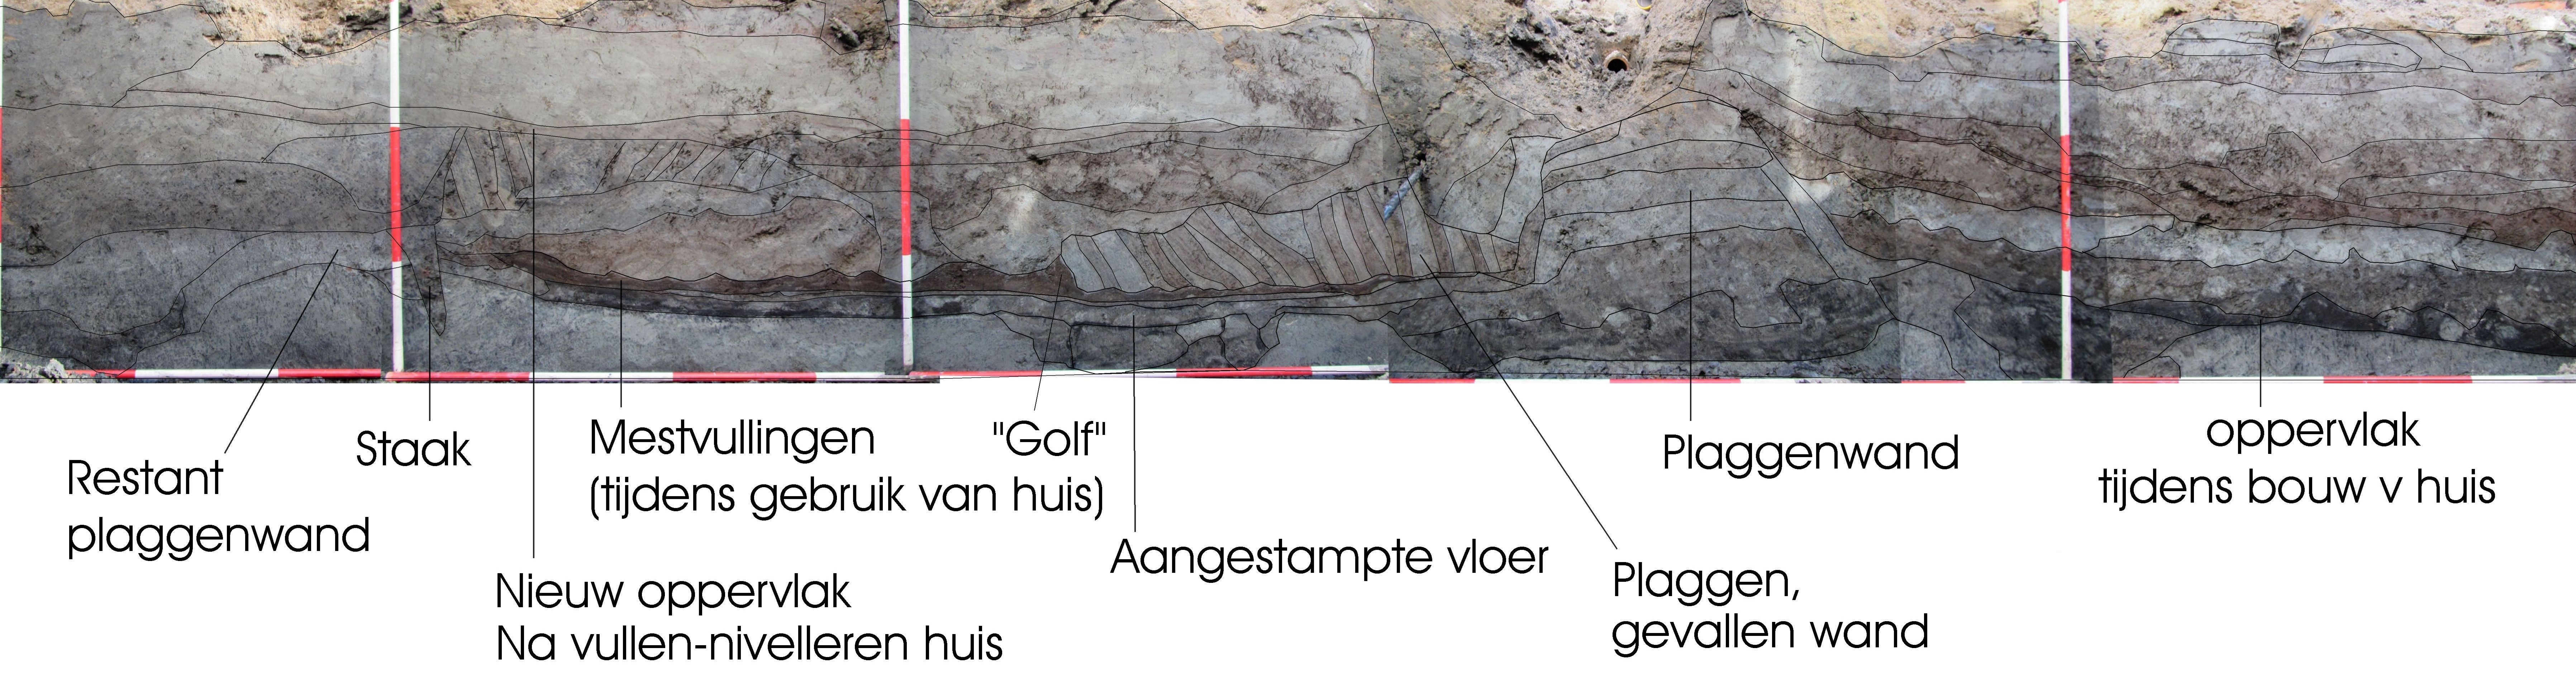 Restant
plaggenwand
Staak
Nieuw oppervlak
Na vullen-nivelleren huis
Mestvullingen
(tijdens gebruik van huis)
"Golf"
Aangestampte vloer
Plaggen,
gevallen wand
Plaggenwand
oppervlak
tijdens bouw v huis